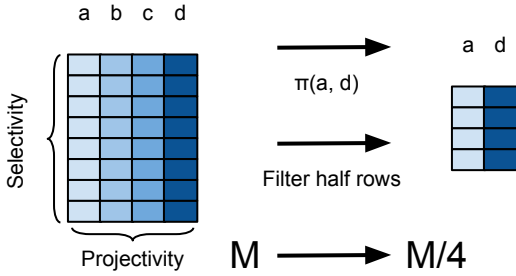 a b c d
a d
π(a, d)
Selectivity
Filter half rows
Projectivity
M M/4